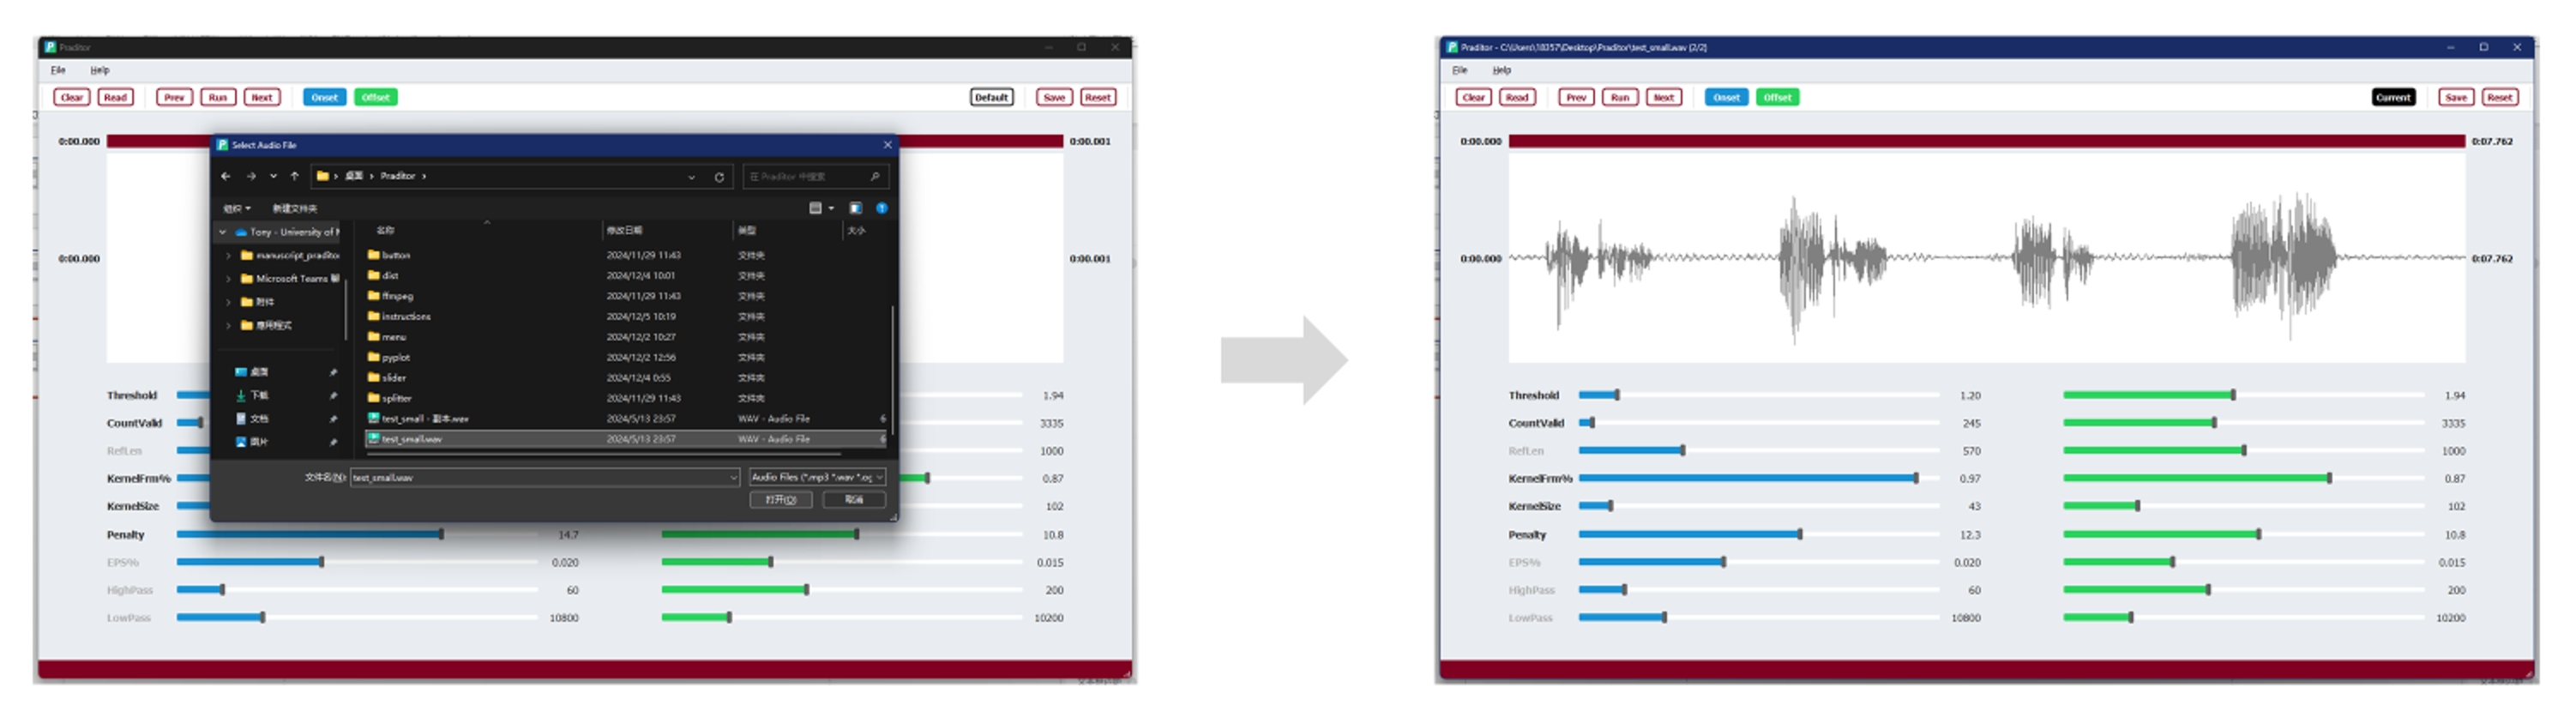 Praditor
File Help
Clear Read Prev Run Next Onset Offset Default Save Reset
0:00.000 0:00.001
Select Audio File
桌面 > Praditor >
在 Praditor 中搜索
组织 新建文件夹
名称 修改日期 类型 大小
Tony - University of M
manuscript_praditor
Microsoft Teams
附件
應用程式
桌面
下载
文档
图片
button 2024/11/29 11:43 文件夹
dist 2024/12/4 10:01 文件夹
ffmpeg 2024/11/29 11:43 文件夹
instructions 2024/12/5 10:19 文件夹
menu 2024/12/2 10:27 文件夹
pyplot 2024/12/2 12:56 文件夹
slider 2024/12/4 0:55 文件夹
splitter 2024/11/29 11:43 文件夹
test_small - 副本.wav 2024/5/13 23:57 WAV - Audio File 6
test_small.wav 2024/5/13 23:57 WAV - Audio File 6
文件名(N): test_small.wav Audio Files (*.mp3 *.wav *.og
打开(O) 取消
0:00.000 0:00.001
Threshold 1.94
CountValid 3335
RefLen 1000
KernelFrm% 0.87
KernelSize 102
Penalty 14.7 10.8
EPS% 0.020 0.015
HighPass 60 200
LowPass 10800 10200
Praditor - C:\Users\18357\Desktop\Praditor\test_small.wav (2/2)
File Help
Clear Read Prev Run Next Onset Offset Current Save Reset
0:00.000 0:07.762
0:00.000 0:07.762
Threshold 1.20 1.94
CountValid 245 3335
RefLen 570 1000
KernelFrm% 0.97 0.87
KernelSize 43 102
Penalty 12.3 10.8
EPS% 0.020 0.015
HighPass 60 200
LowPass 10800 10200